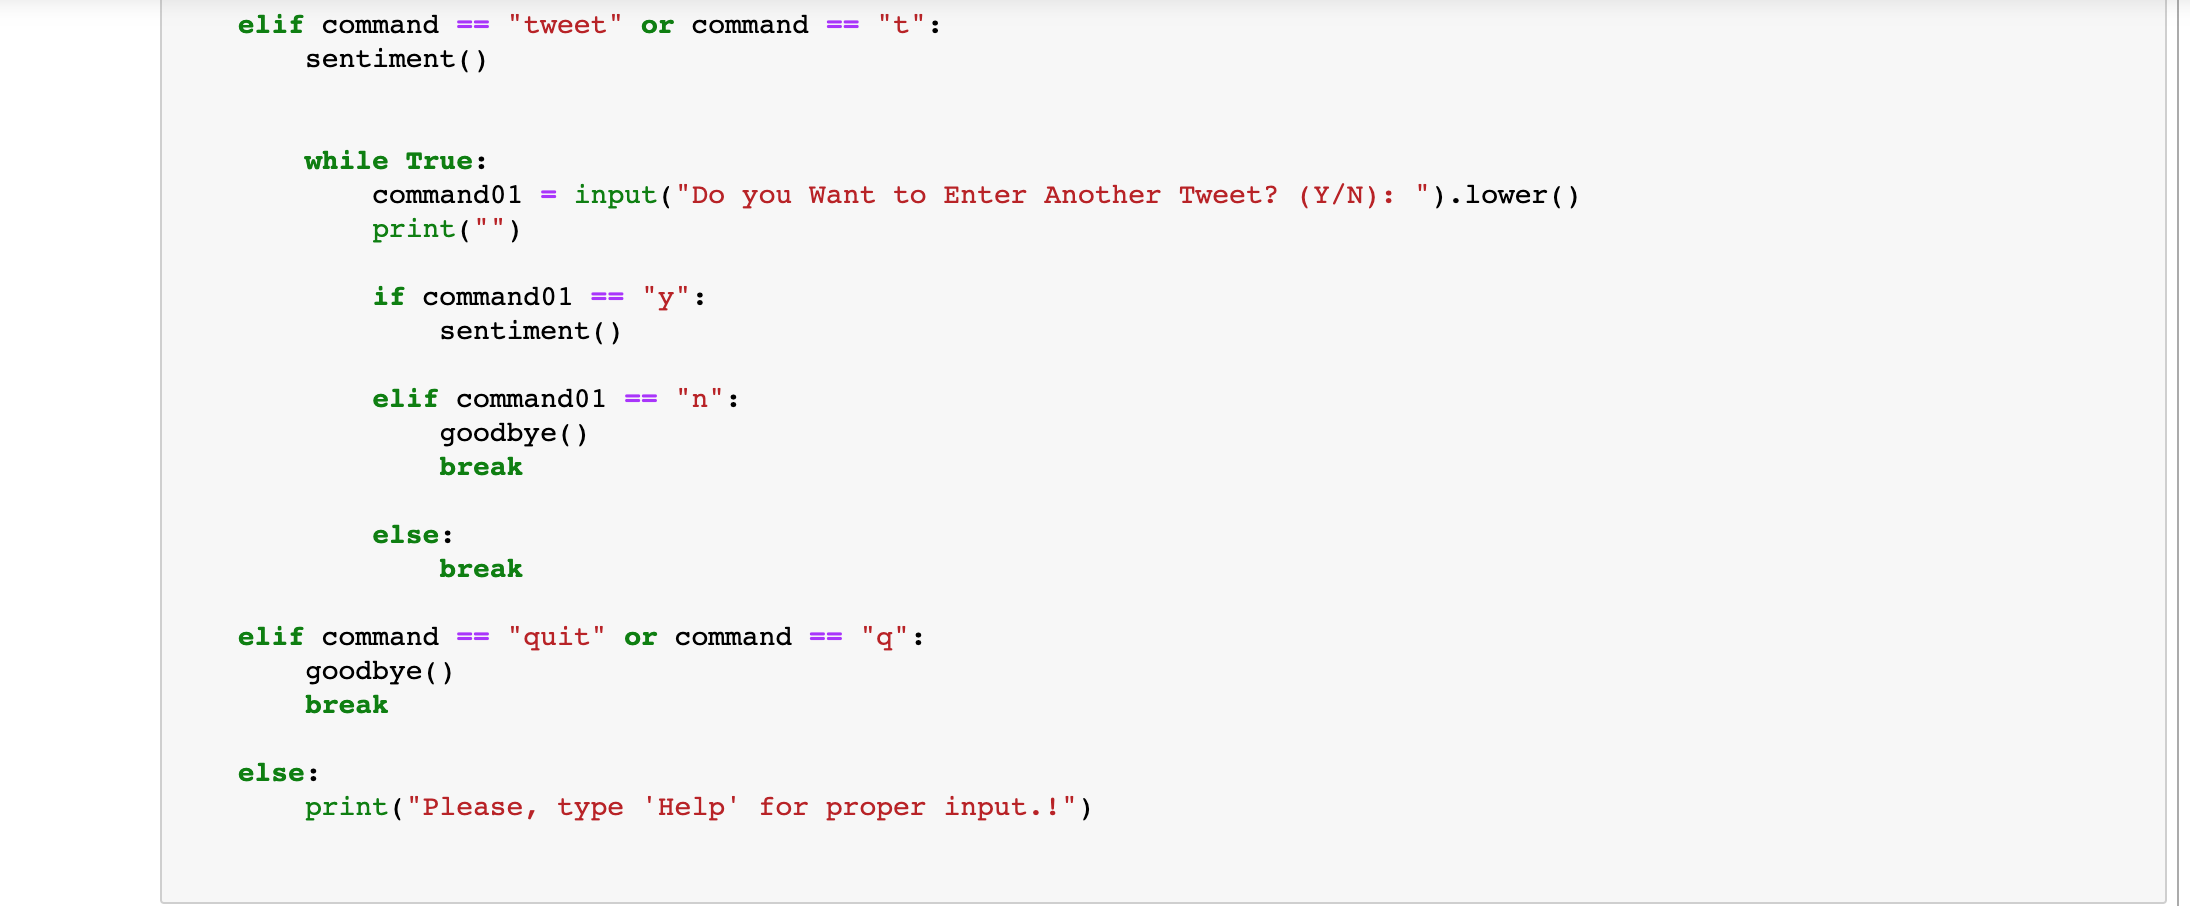 elif command == "tweet" or command == "t":
    sentiment()
    while True:
        command01 = input("Do you Want to Enter Another Tweet? (Y/N): ").lower()
        print("")
        if command01 == "y":
            sentiment()
        elif command01 == "n":
            goodbye()
            break
        else:
            break
elif command == "quit" or command == "q":
    goodbye()
    break
else:
    print("Please, type 'Help' for proper input.!")